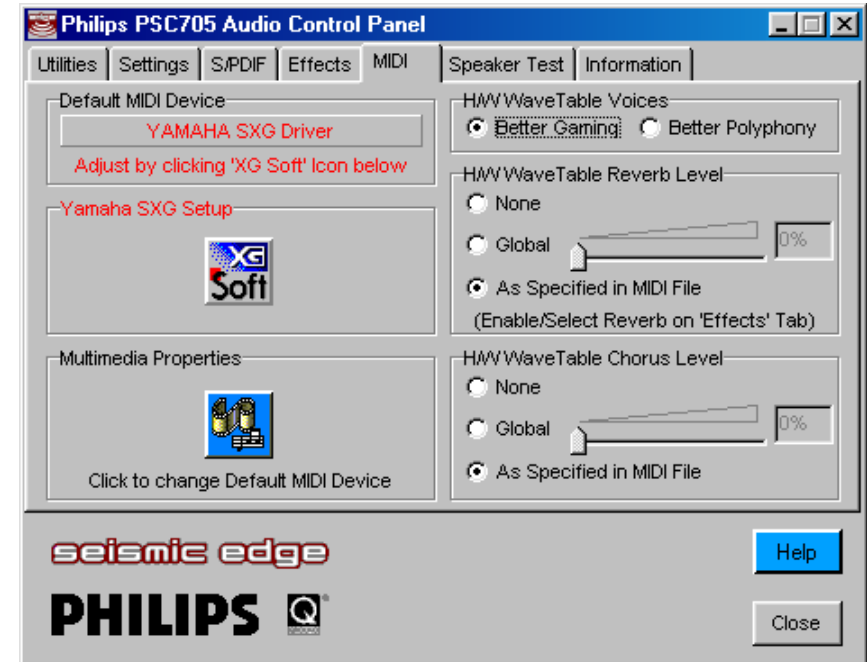 Philips PSC705 Audio Control Panel
Utilities Settings S/PDIF Effects MIDI Speaker Test Information
Default MIDI Device
YAMAHA SXG Driver
Adjust by clicking 'XG Soft' Icon below
Yamaha SXG Setup
XG
Soft
Multimedia Properties
Click to change Default MIDI Device
H/W WaveTable Voices
Better Gaming Better Polyphony
H/W WaveTable Reverb Level
None
Global 0%
As Specified in MIDI File
(Enable/Select Reverb on 'Effects' Tab)
H/W WaveTable Chorus Level
None
Global 0%
As Specified in MIDI File
seismic edge
Help
PHILIPS Q
Close